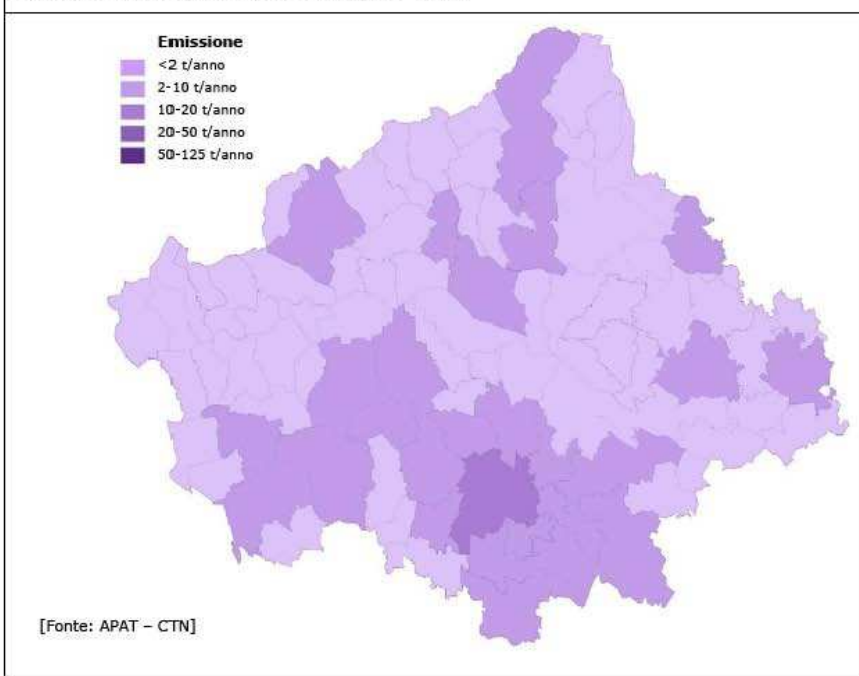 Emissione
<2 t/anno
2-10 t/anno
10-20 t/anno
20-50 t/anno
50-125 t/anno
[Fonte: APAT – CTN]